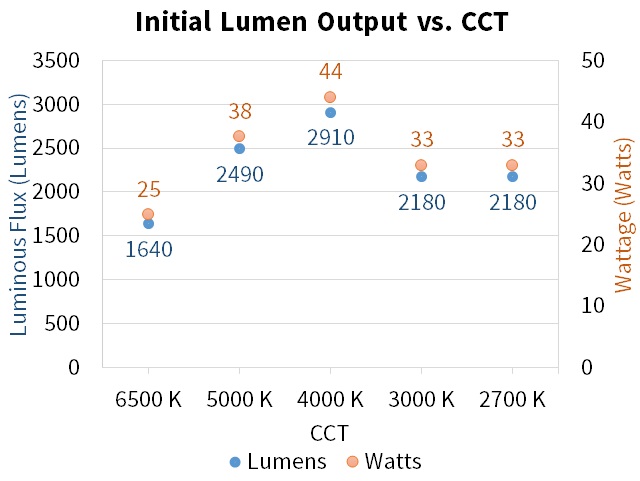 Initial Lumen Output vs. CCT
Luminous Flux (Lumens)
3500
3000
2500
2000
1500
1000
500
0
25
38
44
33
33
1640
2490
2910
2180
2180
50
40
30
20
10
0
Wattage (Watts)
6500 K
5000 K
4000 K
3000 K
2700 K
CCT
Lumens
Watts